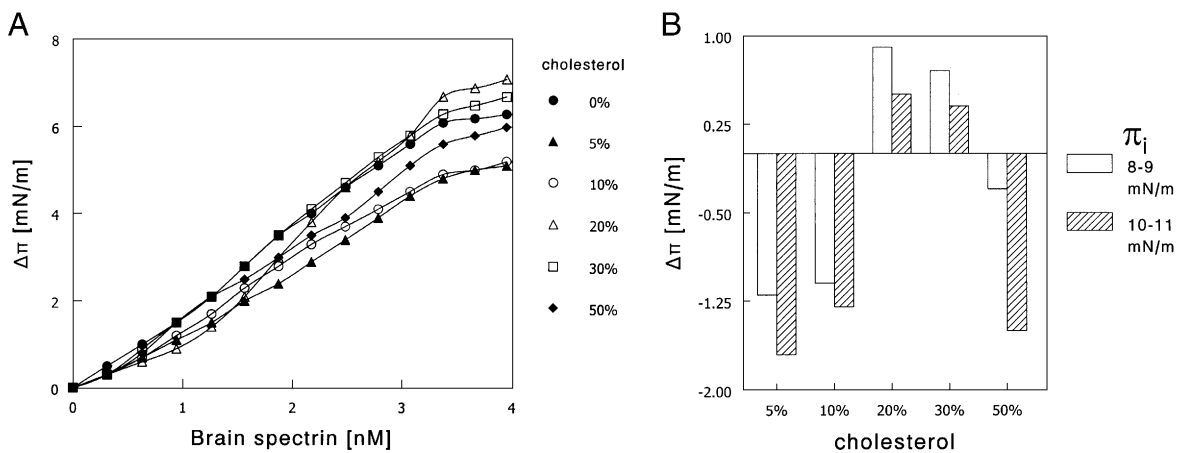 A
8
6
4
2
0
Δπ [mN/m]
0 1 2 3 4
Brain spectrin [nM]
cholesterol
0%
5%
10%
20%
30%
50%
B
1.00
0.25
-0.50
-1.25
-2.00
Δπ [mN/m]
5% 10% 20% 30% 50%
cholesterol
πi
8-9
mN/m
10-11
mN/m